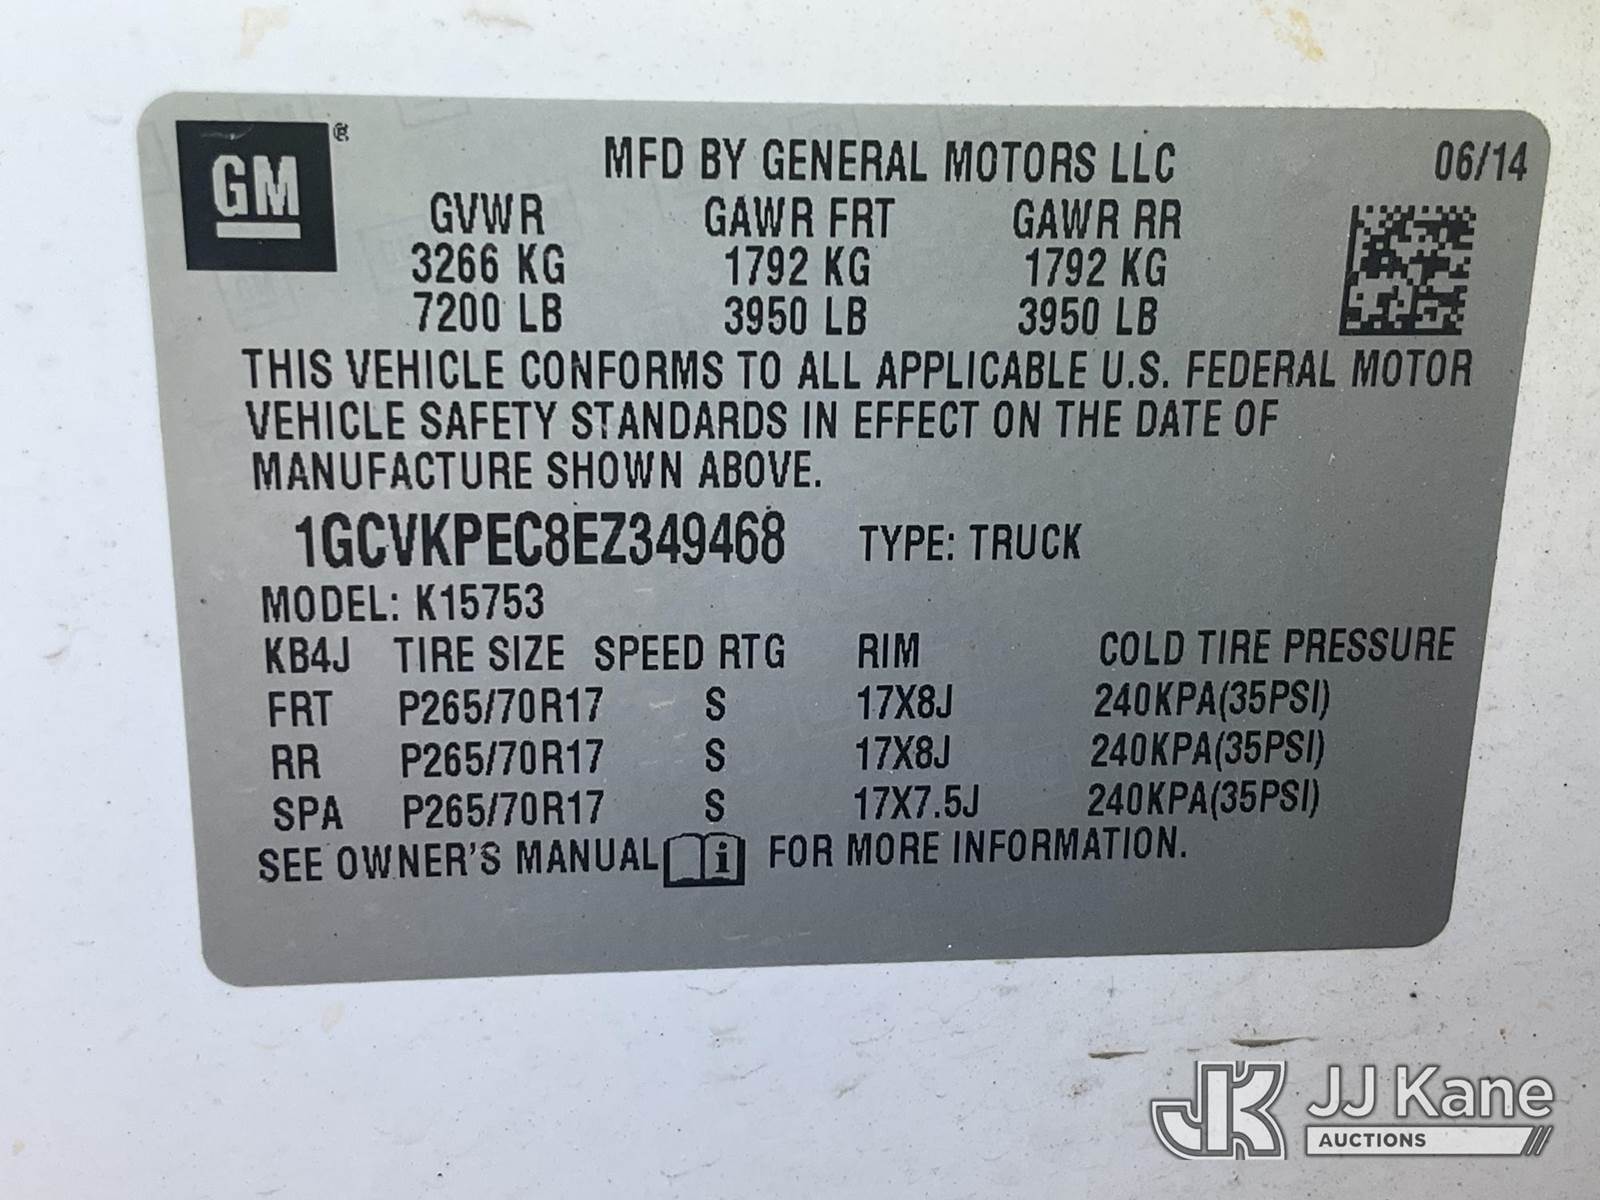 GM ®
MFD BY GENERAL MOTORS LLC 06/14
GVWR GAWR FRT GAWR RR
3266 KG 1792 KG 1792 KG
7200 LB 3950 LB 3950 LB
THIS VEHICLE CONFORMS TO ALL APPLICABLE U.S. FEDERAL MOTOR
VEHICLE SAFETY STANDARDS IN EFFECT ON THE DATE OF
MANUFACTURE SHOWN ABOVE.
1GCVKPEC8EZ349468 TYPE: TRUCK
MODEL: K15753
KB4J TIRE SIZE SPEED RTG RIM COLD TIRE PRESSURE
FRT P265/70R17 S 17X8J 240KPA(35PSI)
RR P265/70R17 S 17X8J 240KPA(35PSI)
SPA P265/70R17 S 17X7.5J 240KPA(35PSI)
SEE OWNER'S MANUAL i FOR MORE INFORMATION.
JK JJ Kane
AUCTIONS